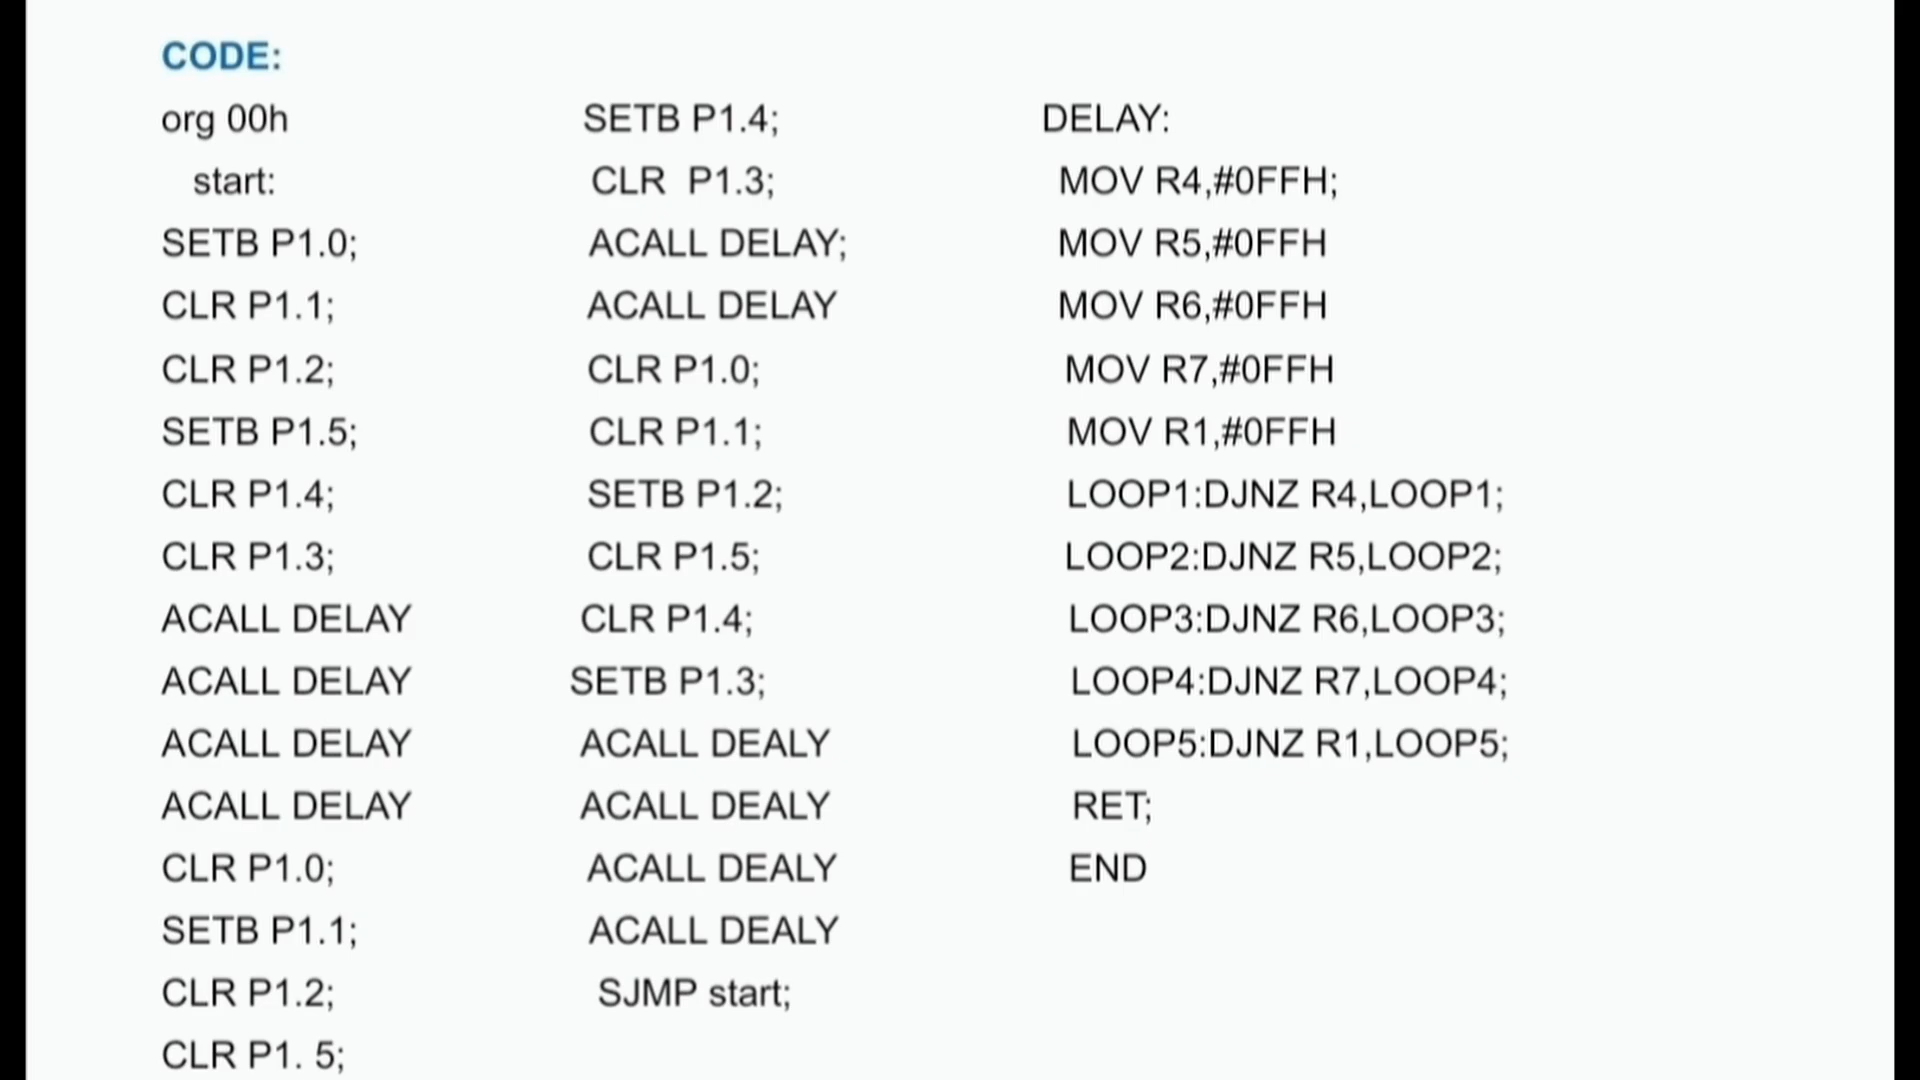 CODE:
org 00h
start:
SETB P1.0;
CLR P1.1;
CLR P1.2;
SETB P1.5;
CLR P1.4;
CLR P1.3;
ACALL DELAY
ACALL DELAY
ACALL DELAY
ACALL DELAY
CLR P1.0;
SETB P1.1;
CLR P1.2;
CLR P1. 5;
SETB P1.4;
CLR P1.3;
ACALL DELAY;
ACALL DELAY
CLR P1.0;
CLR P1.1;
SETB P1.2;
CLR P1.5;
CLR P1.4;
SETB P1.3;
ACALL DEALY
ACALL DEALY
ACALL DEALY
ACALL DEALY
SJMP start;
DELAY:
MOV R4,#0FFH;
MOV R5,#0FFH
MOV R6,#0FFH
MOV R7,#0FFH
MOV R1,#0FFH
LOOP1:DJNZ R4,LOOP1;
LOOP2:DJNZ R5,LOOP2;
LOOP3:DJNZ R6,LOOP3;
LOOP4:DJNZ R7,LOOP4;
LOOP5:DJNZ R1,LOOP5;
RET;
END